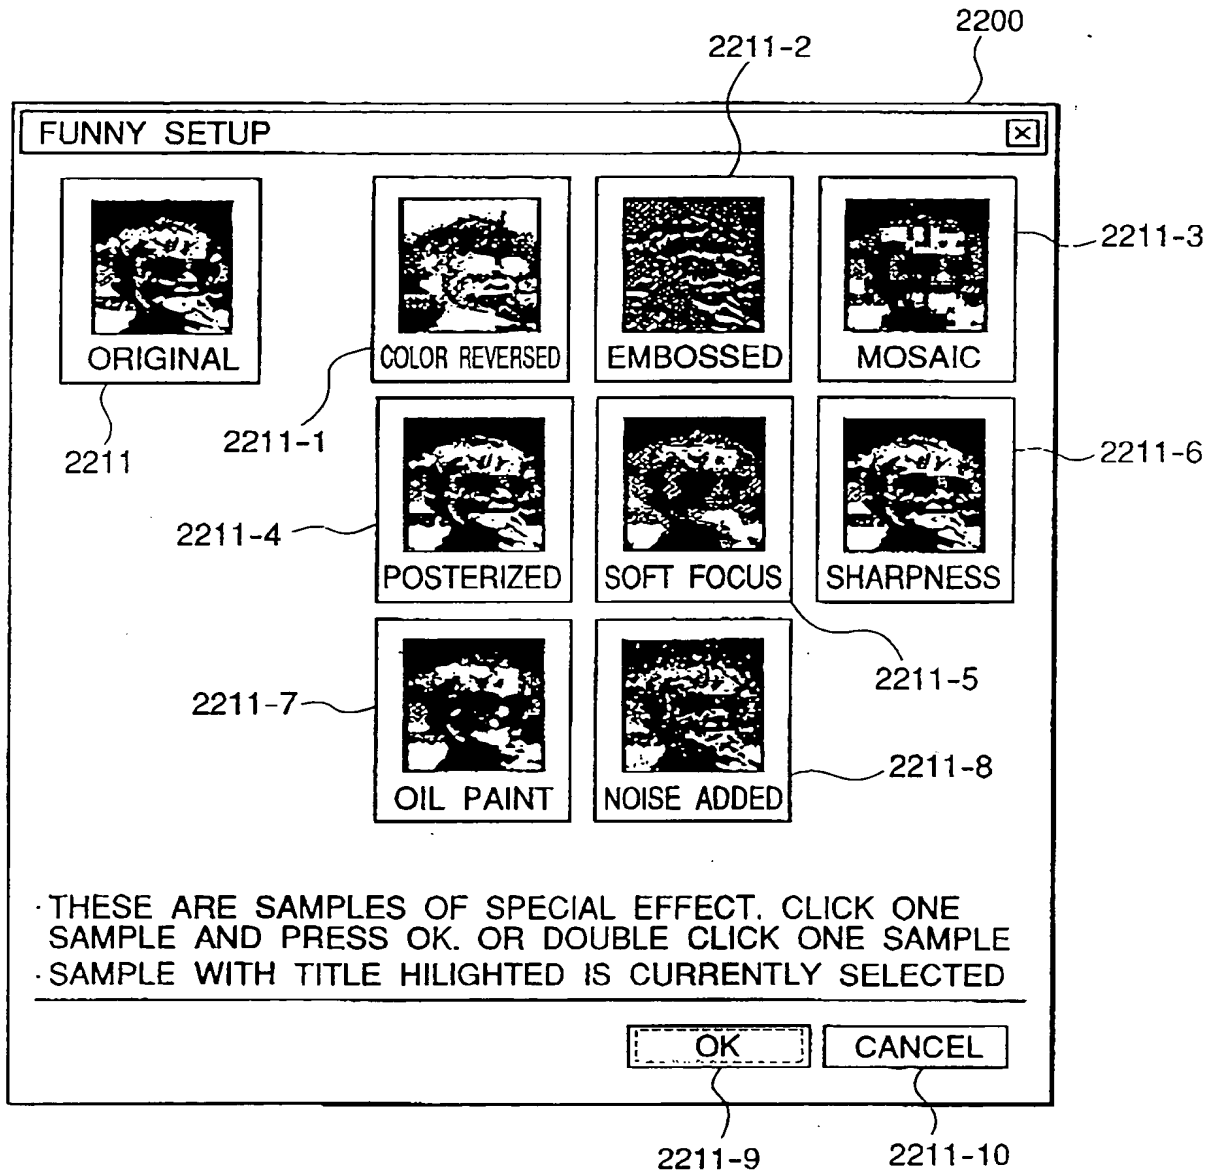 2200
2211-2
FUNNY SETUP
2211-3
ORIGINAL
COLOR REVERSED
EMBOSSED
MOSAIC
2211
2211-1
2211-6
2211-4
POSTERIZED
SOFT FOCUS
SHARPNESS
2211-5
2211-7
2211-8
OIL PAINT
NOISE ADDED
· THESE ARE SAMPLES OF SPECIAL EFFECT. CLICK ONE
SAMPLE AND PRESS OK. OR DOUBLE CLICK ONE SAMPLE
· SAMPLE WITH TITLE HILIGHTED IS CURRENTLY SELECTED
OK
CANCEL
2211-9
2211-10